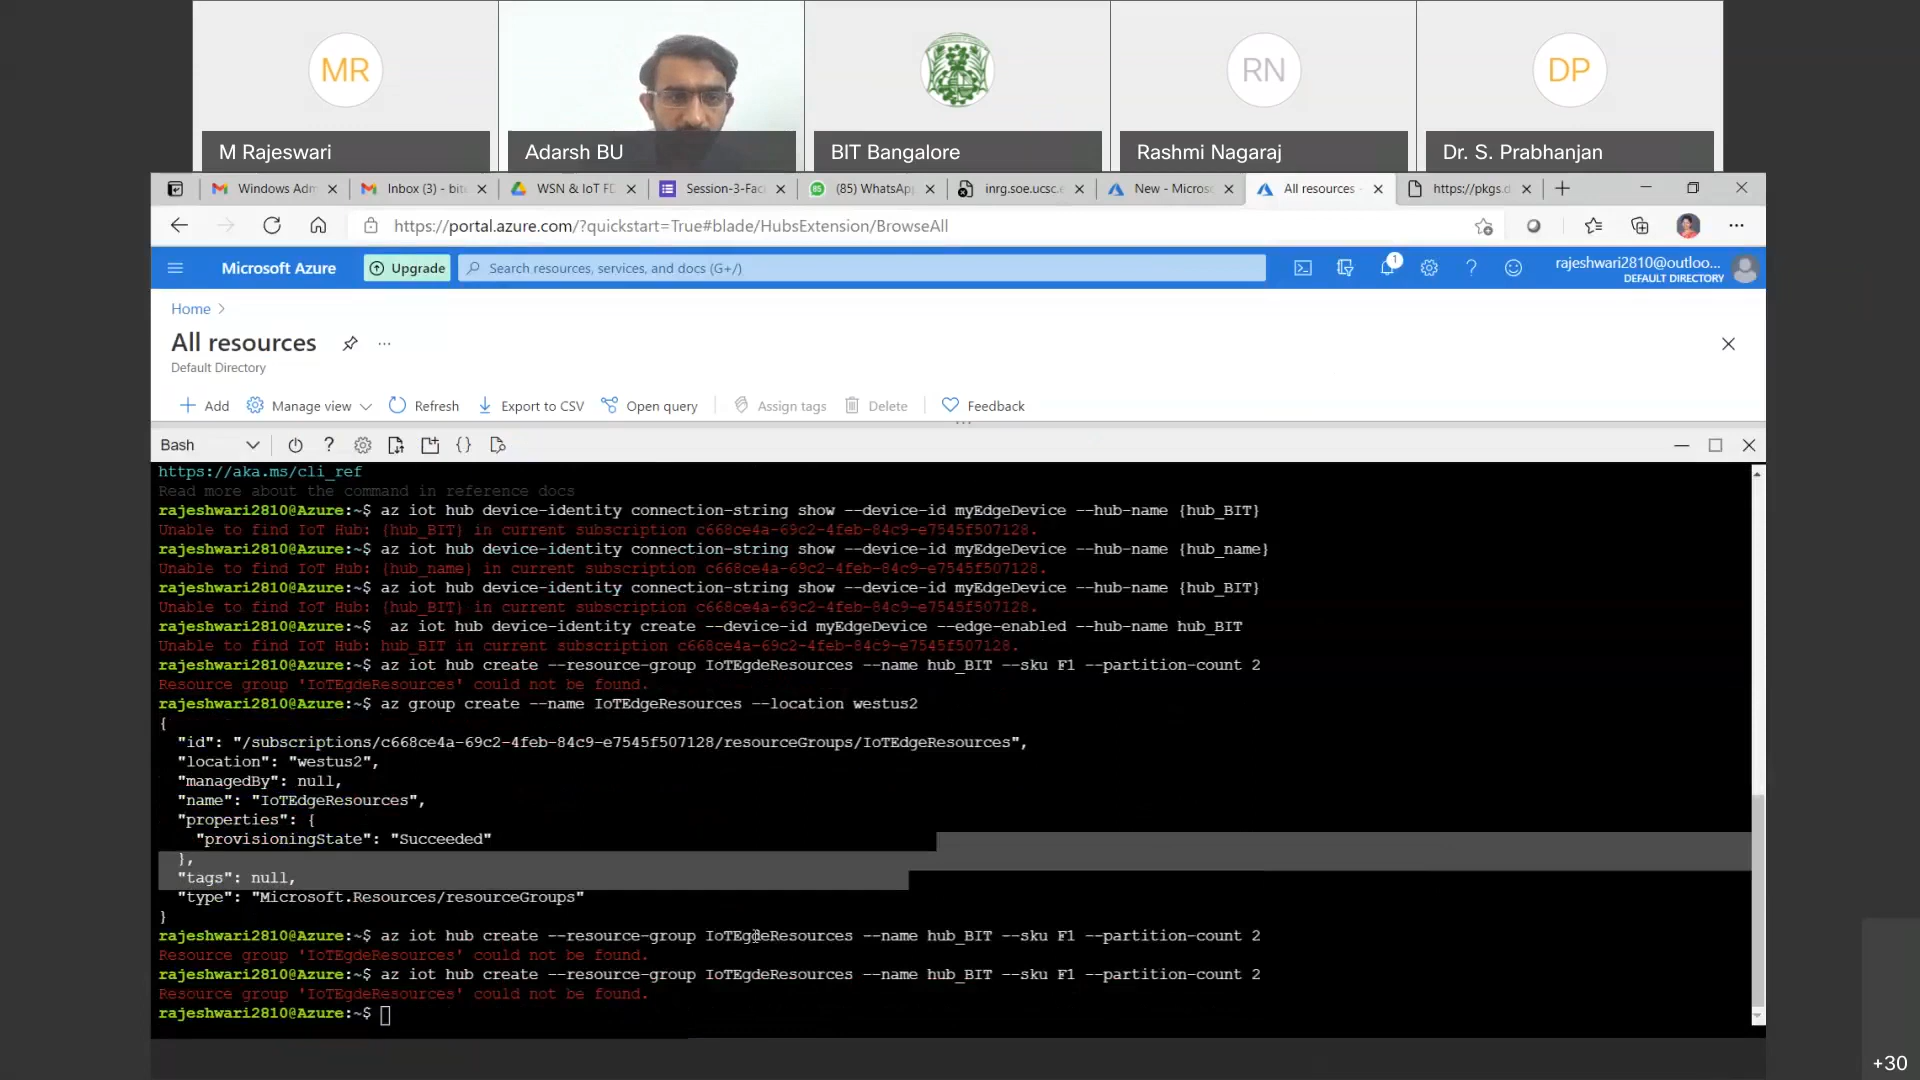 MR
RN
DP
M Rajeswari
Adarsh BU
BIT Bangalore
Rashmi Nagaraj
Dr. S. Prabhanjan
Windows Adm
Inbox (3) - bit
WSN & IoT FD
Session-3-Fac
(85) WhatsAp
inrg.soe.ucsc.e
New - Micros
All resources -
https://pkgs.d
https://portal.azure.com/?quickstart=True#blade/HubsExtension/BrowseAll
Microsoft Azure
Upgrade
Search resources, services, and docs (G+/)
1
rajeshwari2810@outloo...
DEFAULT DIRECTORY
Home >
All resources
Default Directory
Add
Manage view
Refresh
Export to CSV
Open query
Assign tags
Delete
Feedback
Bash
https://aka.ms/cli_ref
Read more about the command in reference docs
rajeshwari2810@Azure:~$ az iot hub device-identity connection-string show --device-id myEdgeDevice --hub-name {hub_BIT}
Unable to find IoT Hub: {hub_BIT} in current subscription c668ce4a-69c2-4feb-84c9-e7545f507128.
rajeshwari2810@Azure:~$ az iot hub device-identity connection-string show --device-id myEdgeDevice --hub-name {hub_name}
Unable to find IoT Hub: {hub_name} in current subscription c668ce4a-69c2-4feb-84c9-e7545f507128.
rajeshwari2810@Azure:~$ az iot hub device-identity connection-string show --device-id myEdgeDevice --hub-name {hub_BIT}
Unable to find IoT Hub: {hub_BIT} in current subscription c668ce4a-69c2-4feb-84c9-e7545f507128.
rajeshwari2810@Azure:~$  az iot hub device-identity create --device-id myEdgeDevice --edge-enabled --hub-name hub_BIT
Unable to find IoT Hub: hub_BIT in current subscription c668ce4a-69c2-4feb-84c9-e7545f507128.
rajeshwari2810@Azure:~$ az iot hub create --resource-group IoTEgdeResources --name hub_BIT --sku F1 --partition-count 2
Resource group 'IoTEgdeResources' could not be found.
rajeshwari2810@Azure:~$ az group create --name IoTEdgeResources --location westus2
{
"id": "/subscriptions/c668ce4a-69c2-4feb-84c9-e7545f507128/resourceGroups/IoTEdgeResources",
"location": "westus2",
"managedBy": null,
"name": "IoTEdgeResources",
"properties": {
"provisioningState": "Succeeded"
},
"tags": null,
"type": "Microsoft.Resources/resourceGroups"
}
rajeshwari2810@Azure:~$ az iot hub create --resource-group IoTEgdeResources --name hub_BIT --sku F1 --partition-count 2
Resource group 'IoTEgdeResources' could not be found.
rajeshwari2810@Azure:~$ az iot hub create --resource-group IoTEgdeResources --name hub_BIT --sku F1 --partition-count 2
Resource group 'IoTEgdeResources' could not be found.
rajeshwari2810@Azure:~$
+30